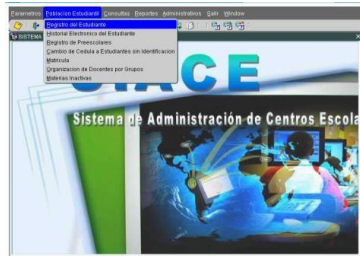 Parametros Poblacion Estudiantil Consultas Reportes Administrativos Salir Window
SISTEMA
Registro del Estudiante
Historial Electronico del Estudiante
Registro de Preescolares
Cambio de Cedula a Estudiantes sin Identificacion
Matricula
Organizacion de Docentes por Grupos
Materias Inactivas
SIACE
Sistema de Administración de Centros Escola